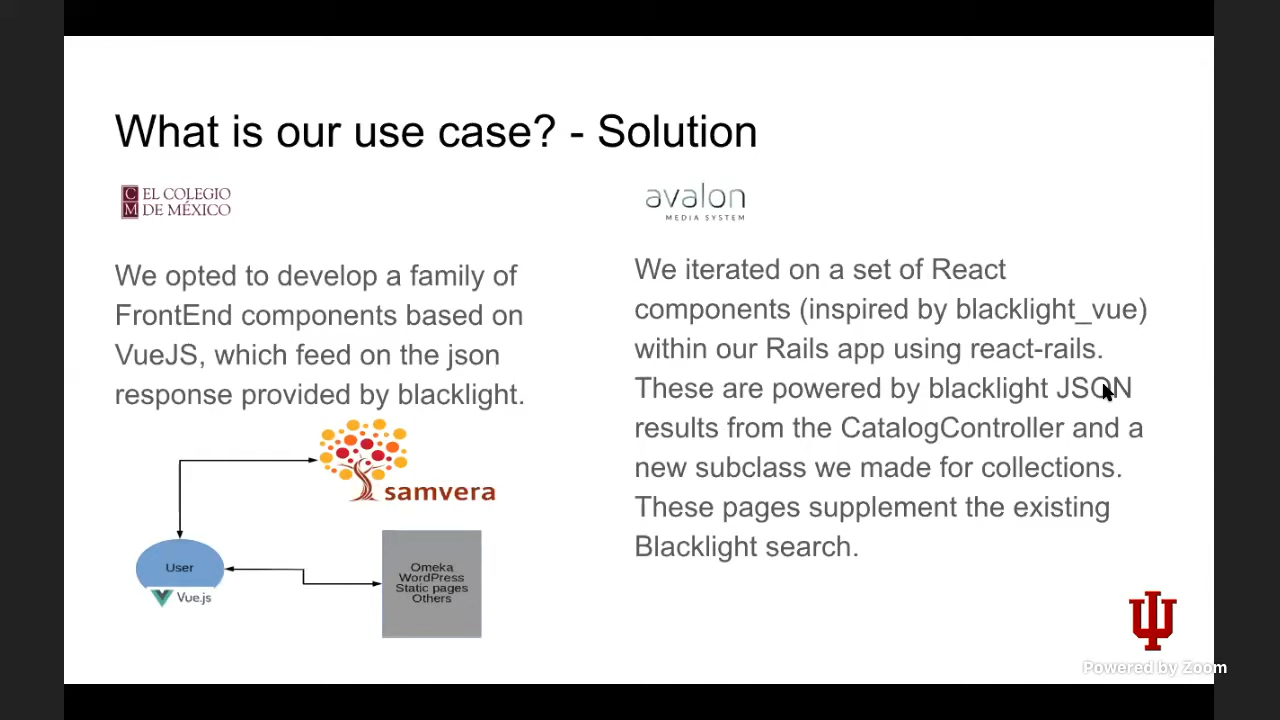 What is our use case? - Solution
EL COLEGIO
DE MÉXICO
C
M
We opted to develop a family of
FrontEnd components based on
VueJS, which feed on the json
response provided by blacklight.
samvera
User
Vue.js
Omeka
WordPress
Static pages
Others
avalon
MEDIA SYSTEM
We iterated on a set of React
components (inspired by blacklight_vue)
within our Rails app using react-rails.
These are powered by blacklight JSON
results from the CatalogController and a
new subclass we made for collections.
These pages supplement the existing
Blacklight search.
Powered by Zoom